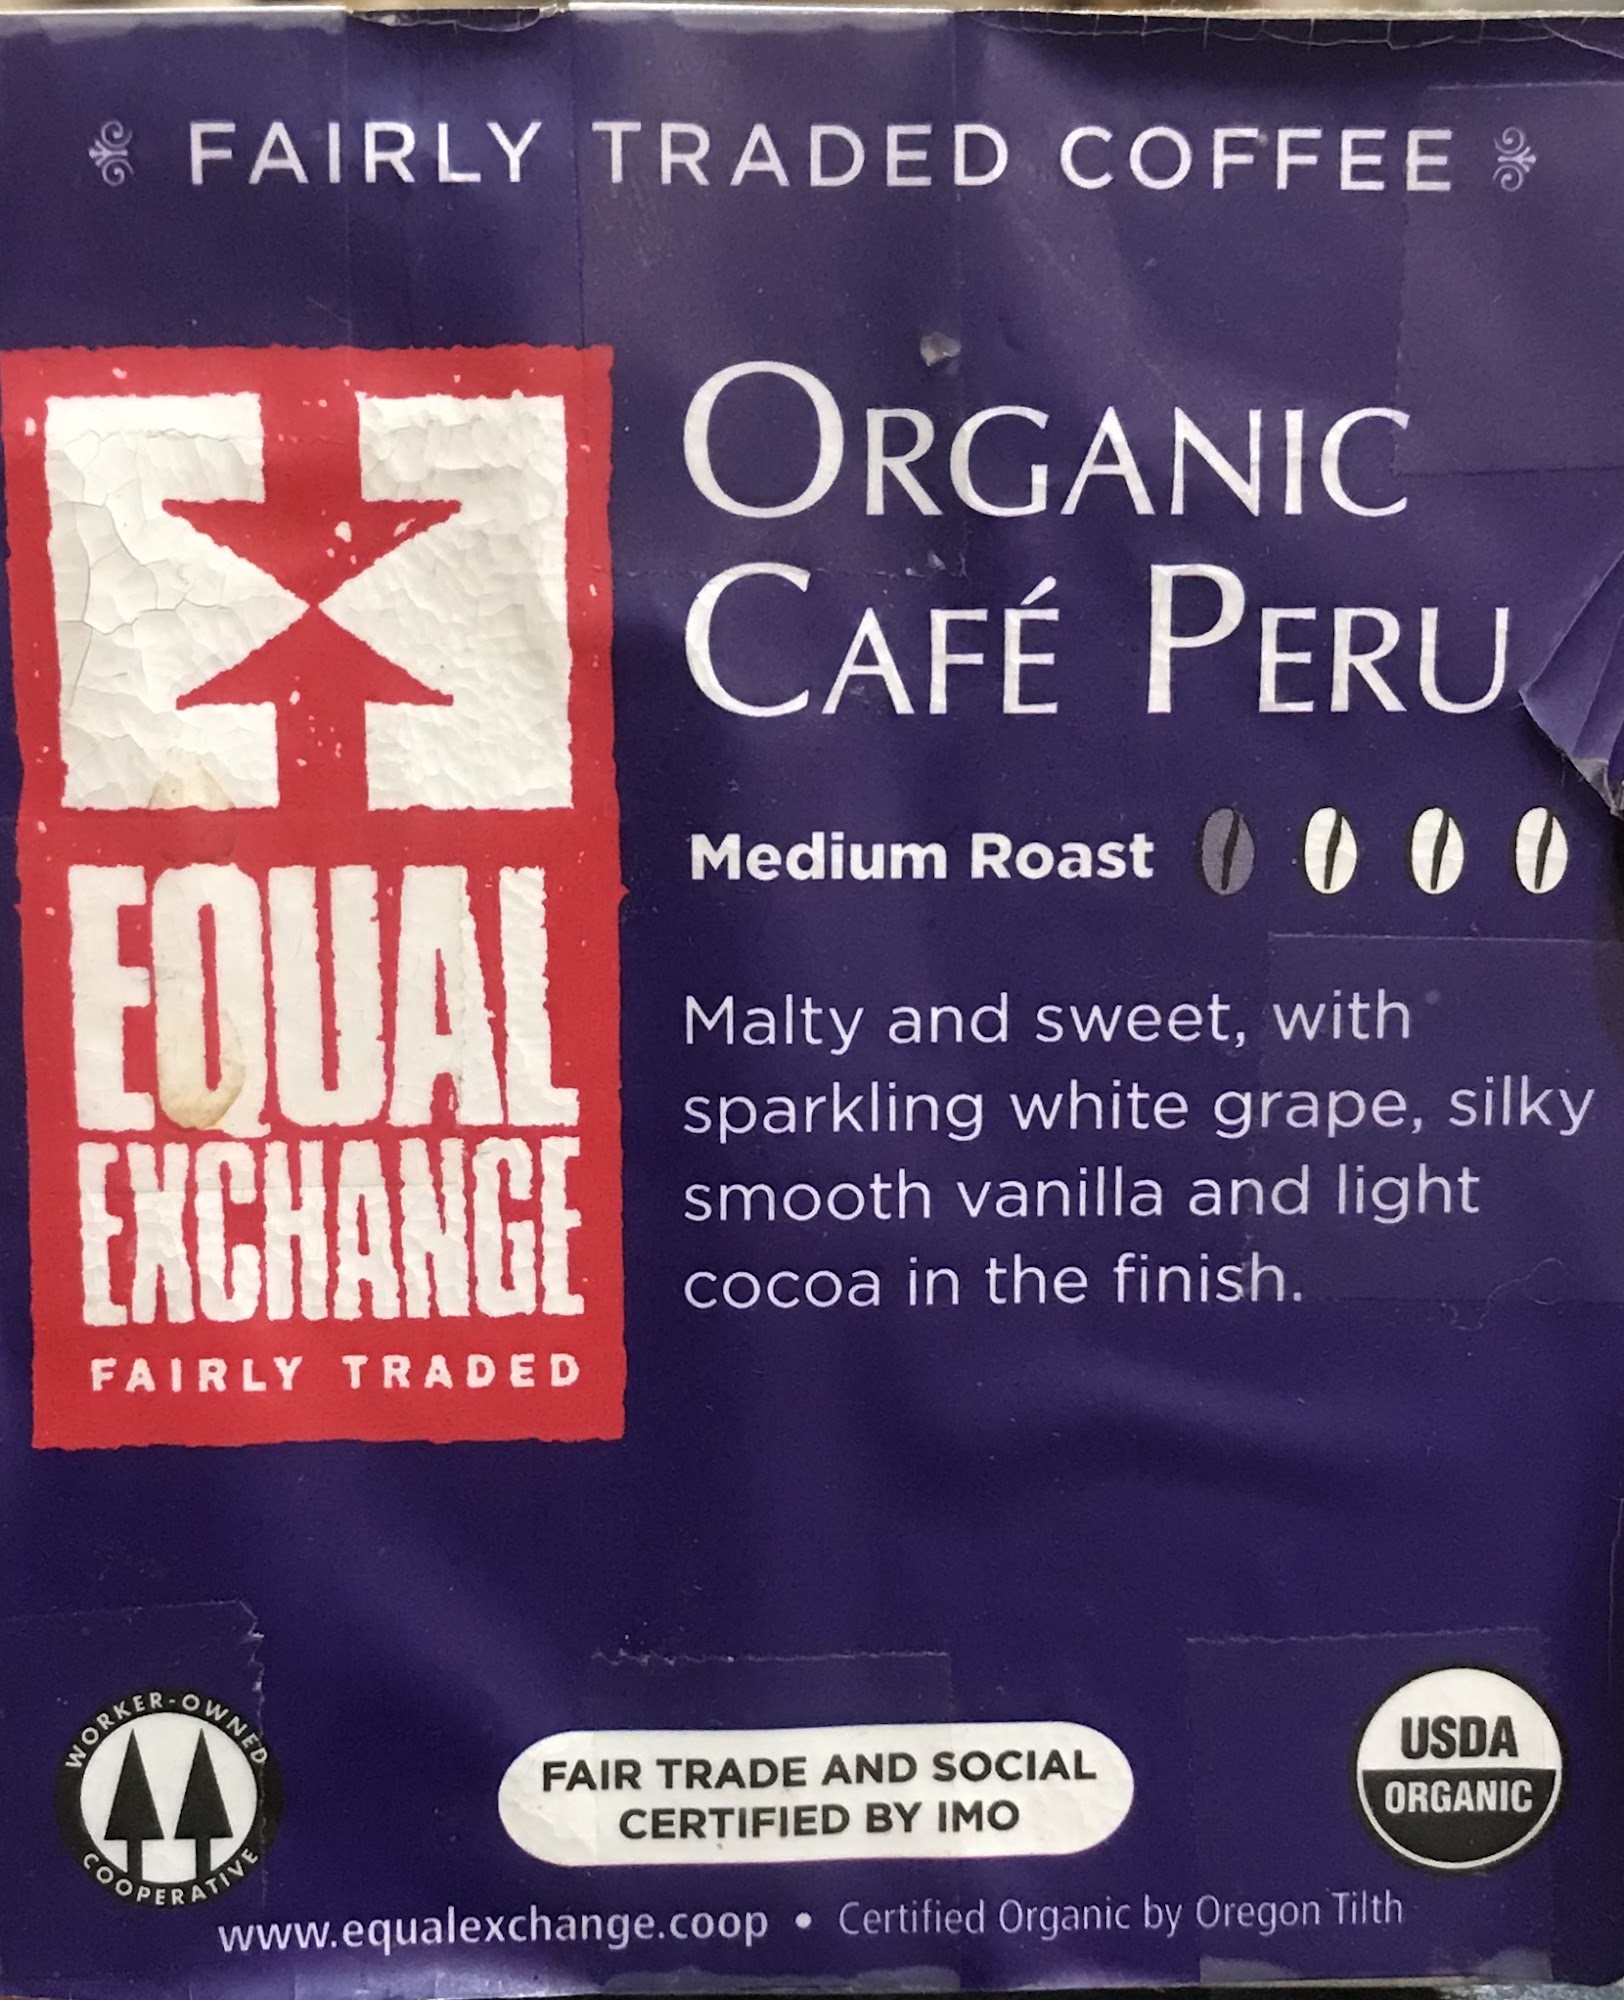 FAIRLY TRADED COFFEE
ORGANIC
CAFÉ PERU
Medium Roast
Malty and sweet, with
sparkling white grape, silky
smooth vanilla and light
cocoa in the finish.
EQUAL
EXCHANGE
FAIRLY TRADED
WORKER-OWNED
COOPERATIVE
FAIR TRADE AND SOCIAL
CERTIFIED BY IMO
USDA
ORGANIC
www.equalexchange.coop • Certified Organic by Oregon Tilth